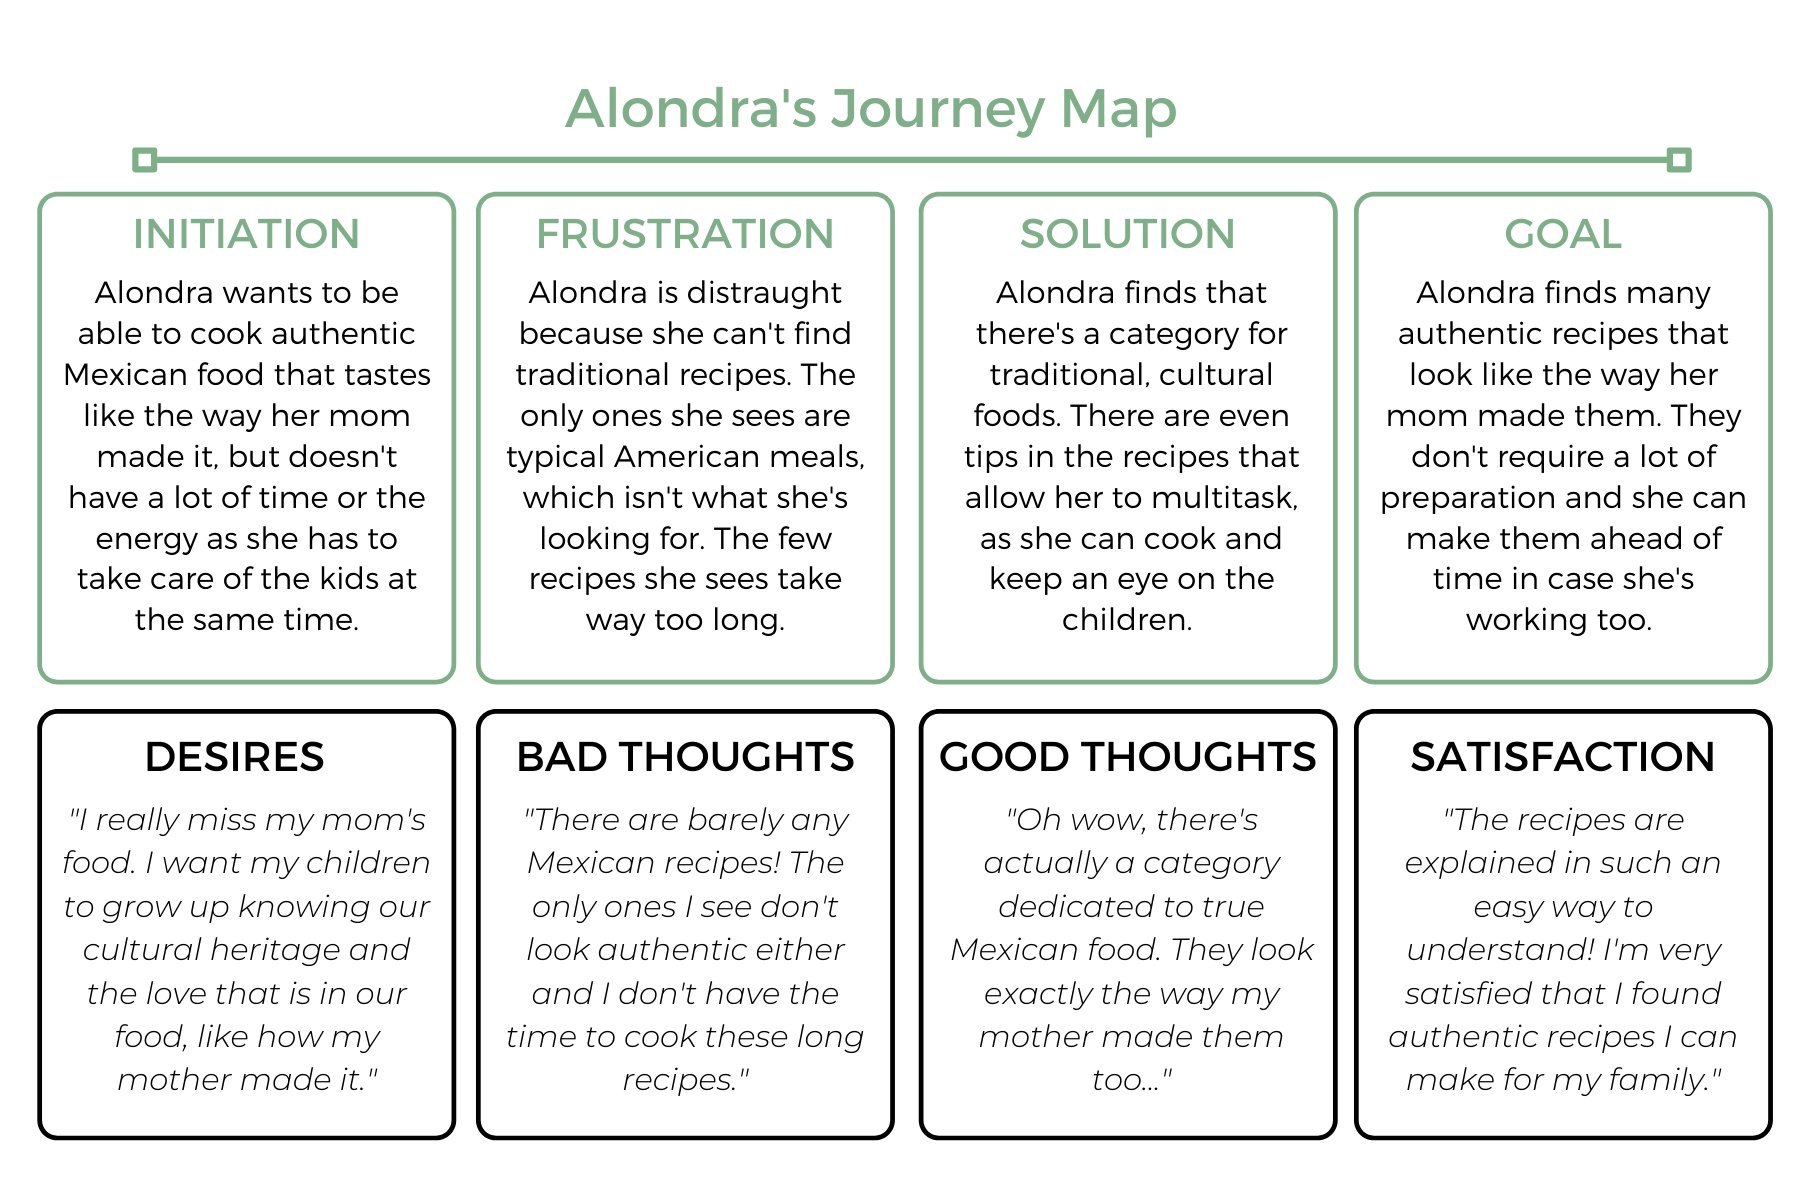 Alondra's Journey Map
INITIATION
Alondra wants to be
able to cook authentic
Mexican food that tastes
like the way her mom
made it, but doesn't
have a lot of time or the
energy as she has to
take care of the kids at
the same time.
FRUSTRATION
Alondra is distraught
because she can't find
traditional recipes. The
only ones she sees are
typical American meals,
which isn't what she's
looking for. The few
recipes she sees take
way too long.
SOLUTION
Alondra finds that
there's a category for
traditional, cultural
foods. There are even
tips in the recipes that
allow her to multitask,
as she can cook and
keep an eye on the
children.
GOAL
Alondra finds many
authentic recipes that
look like the way her
mom made them. They
don't require a lot of
preparation and she can
make them ahead of
time in case she's
working too.
DESIRES
"I really miss my mom's
food. I want my children
to grow up knowing our
cultural heritage and
the love that is in our
food, like how my
mother made it."
BAD THOUGHTS
"There are barely any
Mexican recipes! The
only ones I see don't
look authentic either
and I don't have the
time to cook these long
recipes."
GOOD THOUGHTS
"Oh wow, there's
actually a category
dedicated to true
Mexican food. They look
exactly the way my
mother made them
too..."
SATISFACTION
"The recipes are
explained in such an
easy way to
understand! I'm very
satisfied that I found
authentic recipes I can
make for my family."